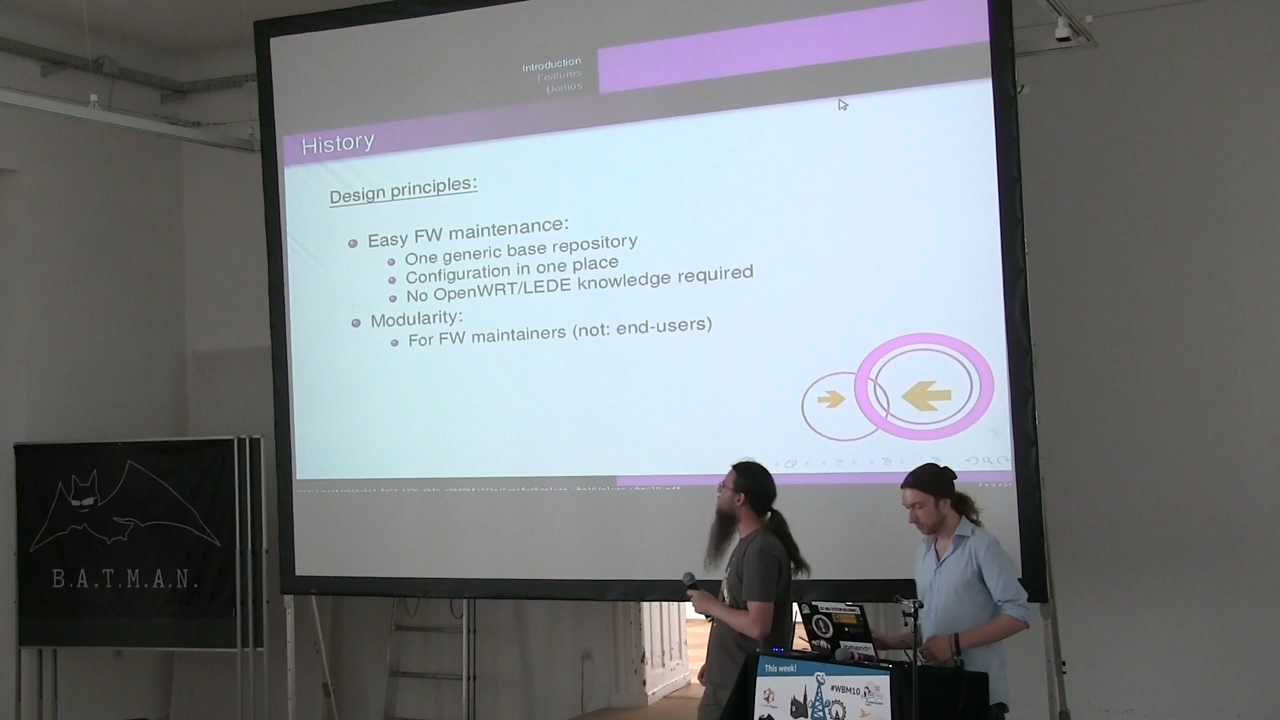 Introduction
Features
Demos
History
Design principles:
Easy FW maintenance:
One generic base repository
Configuration in one place
No OpenWRT/LEDE knowledge required
Modularity:
For FW maintainers (not: end-users)
B.A.T.M.A.N.
This week!
#WBM10